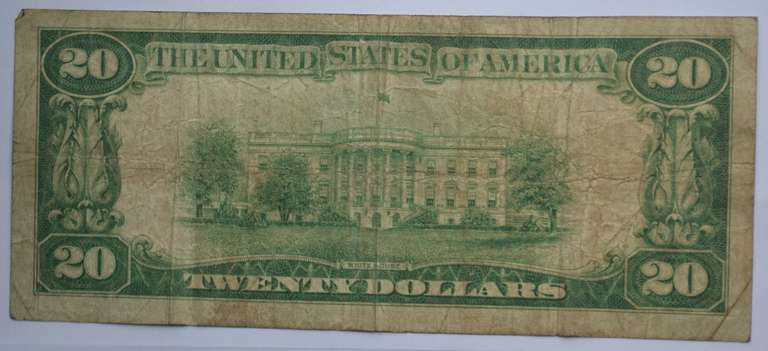 20 THE UNITED STATES OF AMERICA 20
WHITE HOUSE
20 TWENTY DOLLARS 20